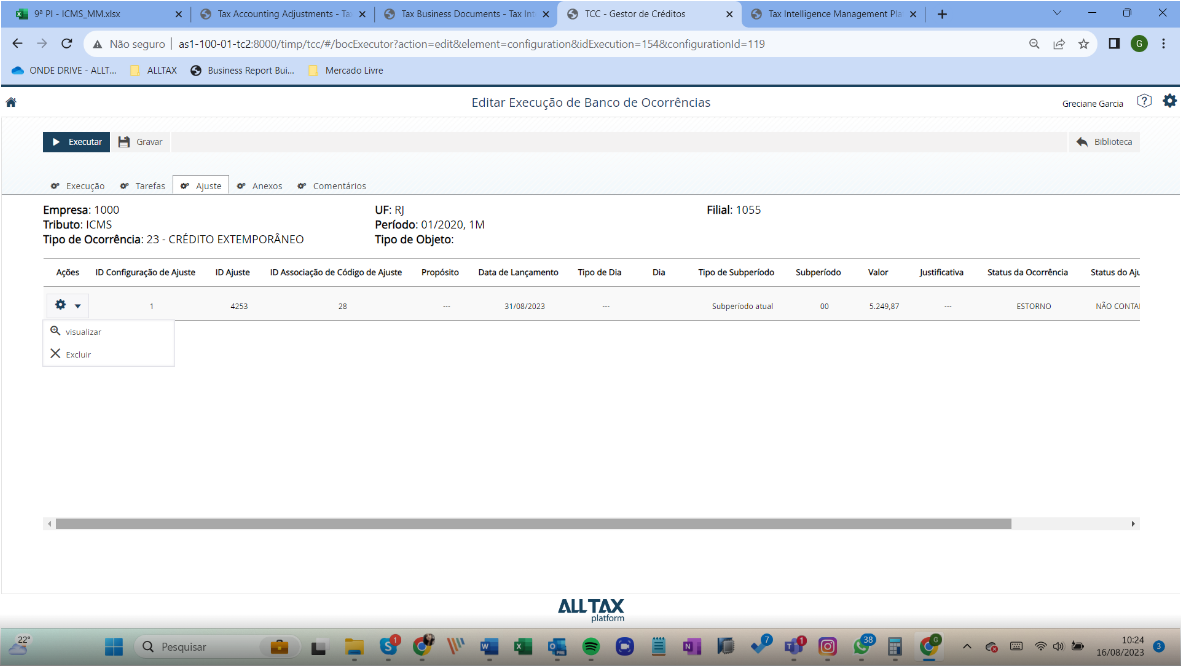 9ª PI - ICMS_MM.xlsx
Tax Accounting Adjustments - Ta
Tax Business Documents - Tax Int
TCC - Gestor de Créditos
Tax Intelligence Management Pla
Não seguro
as1-100-01-tc2:8000/timp/tcc/#/bocExecutor?action=edit&element=configuration&idExecution=154&configurationId=119
G
ONDE DRIVE - ALLT...
ALLTAX
Business Report Bui...
Mercado Livre
Editar Execução de Banco de Ocorrências
Greciane Garcia
?
Executar
Gravar
Biblioteca
Execução
Tarefas
Ajuste
Anexos
Comentários
Empresa: 1000
UF: RJ
Filial: 1055
Tributo: ICMS
Período: 01/2020, 1M
Tipo de Ocorrência: 23 - CRÉDITO EXTEMPORÂNEO
Tipo de Objeto:
Ações ID Configuração de Ajuste ID Ajuste ID Associação de Código de Ajuste Propósito Data de Lançamento Tipo de Dia Dia Tipo de Subperíodo Subperíodo Valor Justificativa Status da Ocorrência Status do Aju
1 4253 28 --- 31/08/2023 --- Subperíodo atual 00 5.249,87 --- ESTORNO NÃO CONTA
visualizar
Excluir
ALLTAX
platform
22°
Pesquisar
1
7
1
38
G
10:24
16/08/2023
3